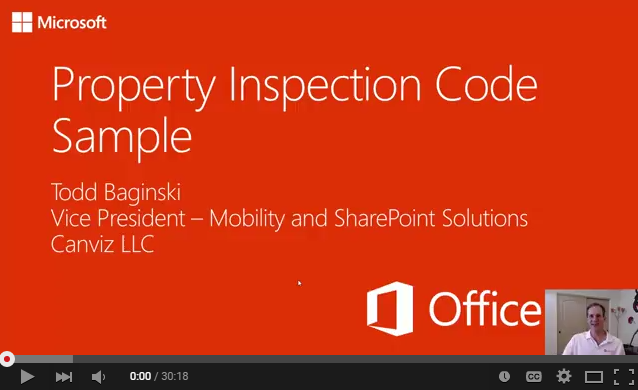 Microsoft
Property Inspection Code
Sample
Todd Baginski
Vice President – Mobility and SharePoint Solutions
Canviz LLC
Office
0:00 / 30:18
CC